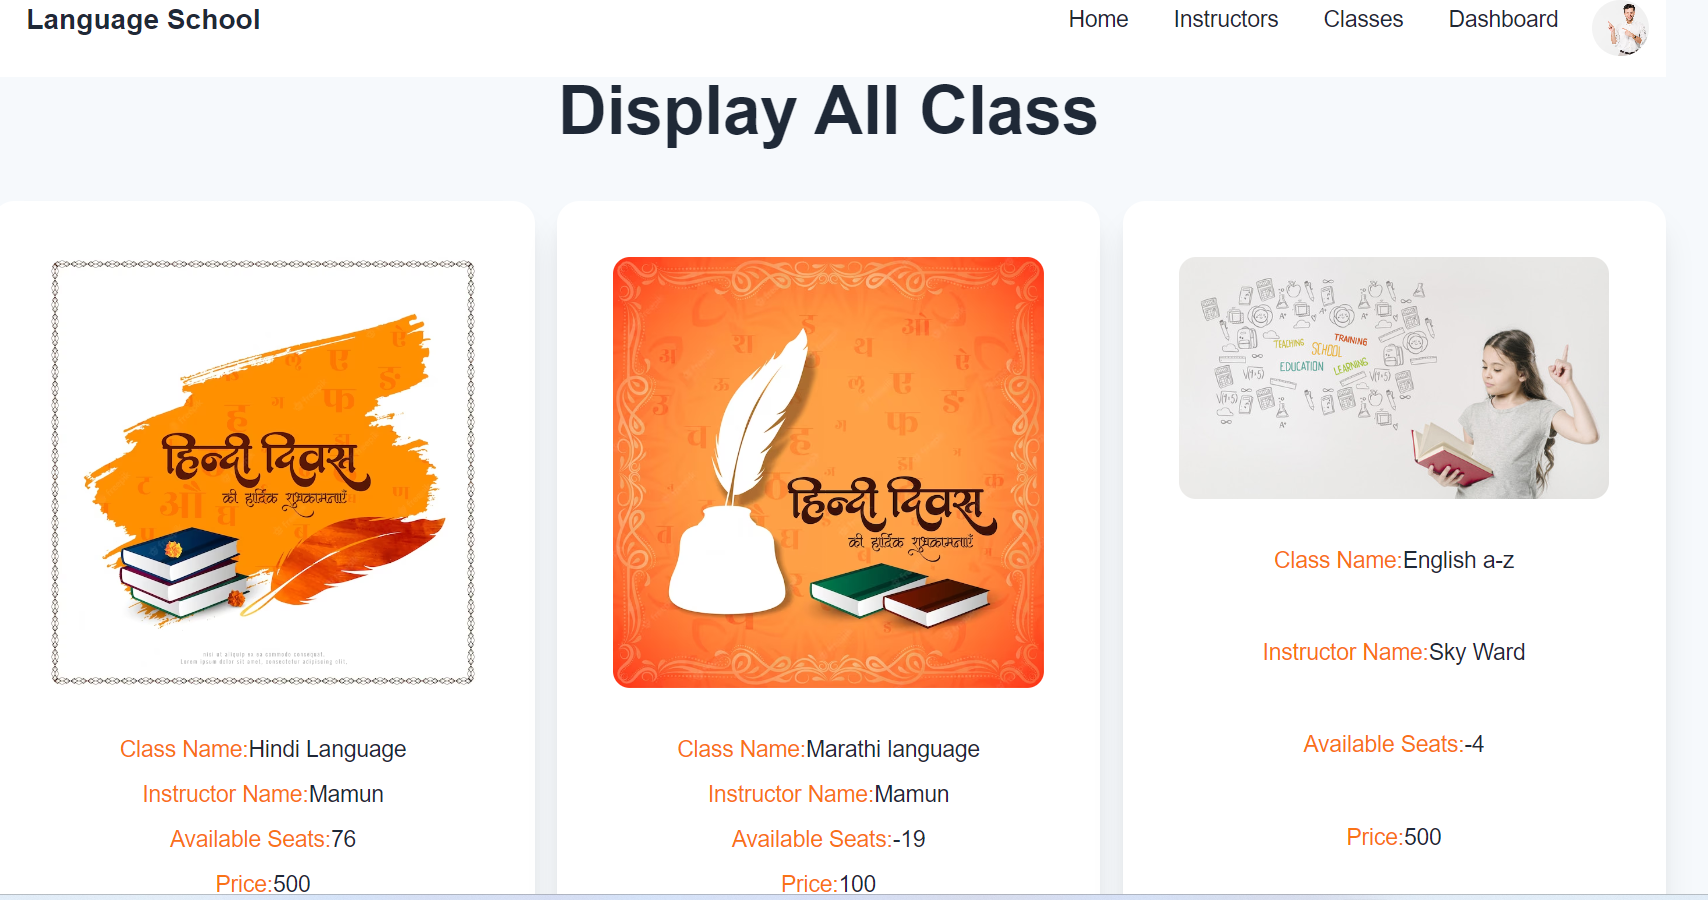 Language School
Home Instructors Classes Dashboard
Display All Class
हिन्दी दिवस
की हार्दिक शुभकामनाएँ
Class Name:Hindi Language
Instructor Name:Mamun
Available Seats:76
Price:500
हिन्दी दिवस
की हार्दिक शुभकामनाएँ
Class Name:Marathi language
Instructor Name:Mamun
Available Seats:-19
Price:100
TEACHING
TRAINING
SCHOOL
EDUCATION
LEARNING
Class Name:English a-z
Instructor Name:Sky Ward
Available Seats:-4
Price:500